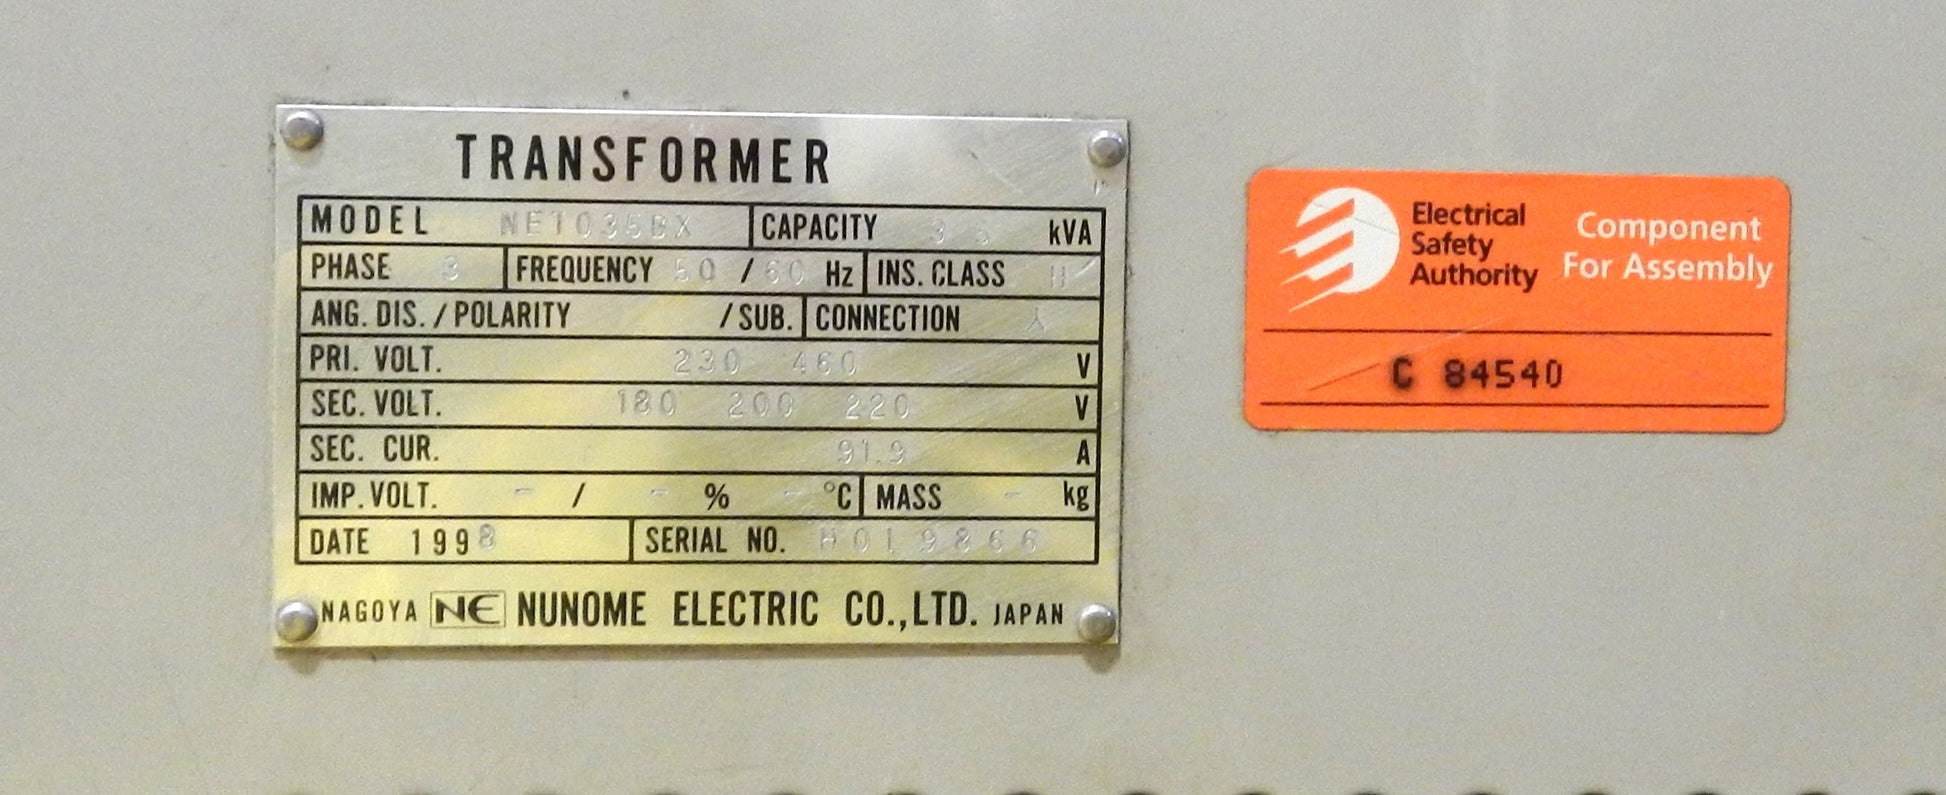 TRANSFORMER
MODEL NET035BX CAPACITY 35 kVA
PHASE 3 FREQUENCY 50 / 60 Hz INS. CLASS H
ANG. DIS. / POLARITY / SUB. CONNECTION 人
PRI. VOLT. 230 460 V
SEC. VOLT. 180 200 220 V
SEC. CUR. 91.9 A
IMP. VOLT. - / - % - °C MASS - kg
DATE 1998 SERIAL NO. H019866
NAGOYA NE NUNOME ELECTRIC CO.,LTD. JAPAN
Electrical
Safety
Authority
Component
For Assembly
C 84540